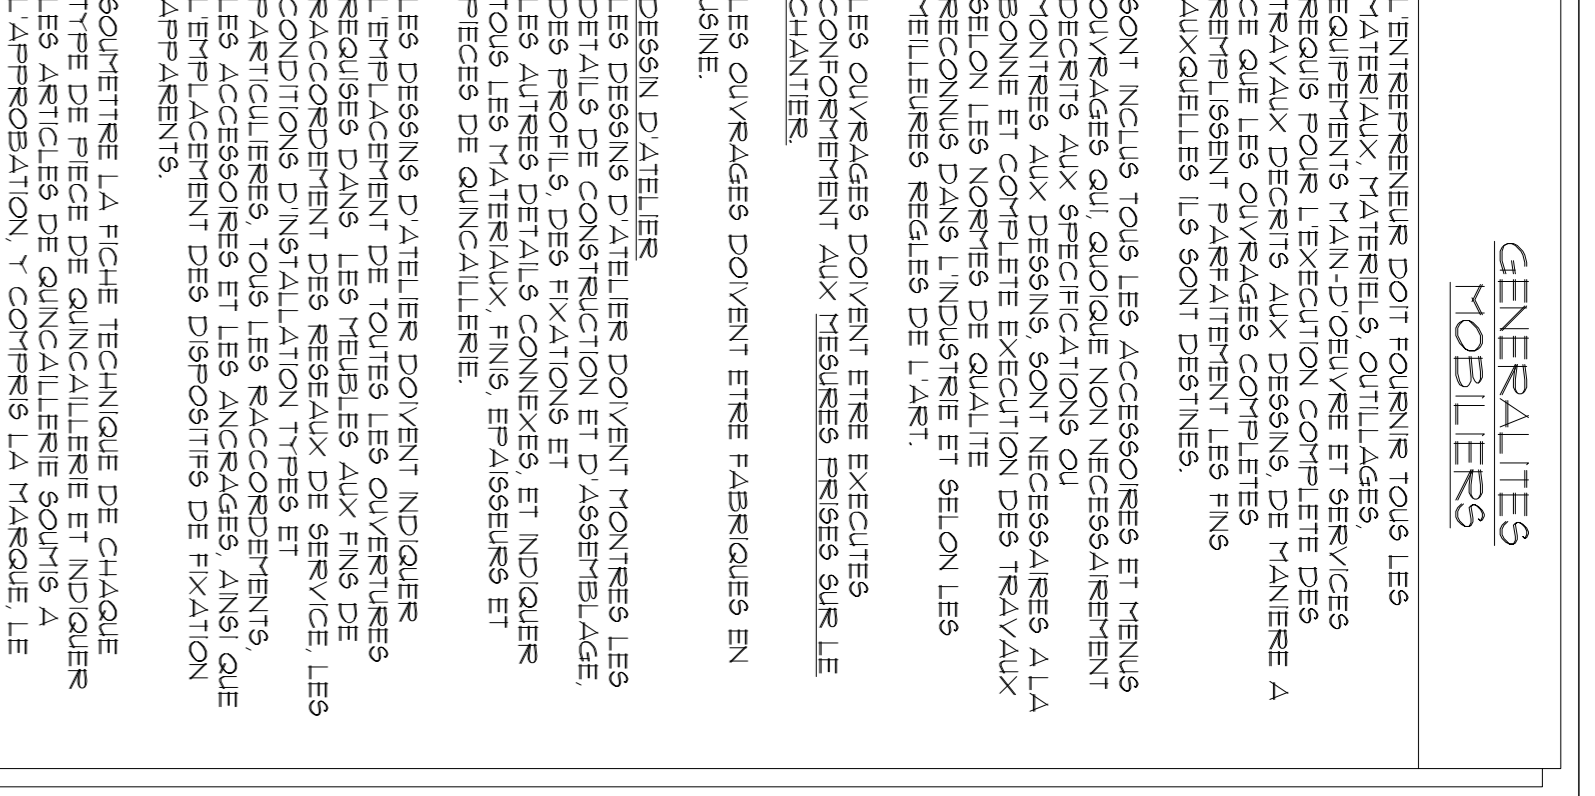 GENERALITES
MOBILIERS
L'ENTREPRENEUR DOIT FOURNIR TOUS LES
MATERIAUX, MATERIELS, OUTILLAGES,
EQUIPEMENTS MAIN-D'OEUVRE ET SERVICES
REQUIS POUR L'EXECUTION COMPLETE DES
TRAVAUX DECRITS AUX DESSINS, DE MANIERE A
CE QUE LES OUVRAGES COMPLETES
REMPLISSENT PARFAITEMENT LES FINS
AUXQUELLES ILS SONT DESTINES.
SONT INCLUS TOUS LES ACCESSOIRES ET MENUS
OUVRAGES QUI, QUOIQUE NON NECESSAIREMENT
DECRITS AUX SPECIFICATIONS OU
MONTRES AUX DESSINS, SONT NECESSAIRES A LA
BONNE ET COMPLETE EXECUTION DES TRAVAUX
SELON LES NORMES DE QUALITE
RECONNUS DANS L'INDUSTRIE ET SELON LES
MEILLEURES REGLES DE L'ART.
LES OUVRAGES DOIVENT ETRE EXECUTES
CONFORMEMENT AUX MESURES PRISES SUR LE
CHANTIER.
LES OUVRAGES DOIVENT ETRE FABRIQUES EN
USINE.
DESSIN D'ATELIER
LES DESSINS D'ATELIER DOIVENT MONTRES LES
DETAILS DE CONSTRUCTION ET D'ASSEMBLAGE,
DES PROFILS, DES FIXATIONS ET
LES AUTRES DETAILS CONNEXES, ET INDIQUER
TOUS LES MATERIAUX, FINIS, EPAISSEURS ET
PIECES DE QUINCAILLERIE.
LES DESSINS D'ATELIER DOIVENT INDIQUER
L'EMPLACEMENT DE TOUTES LES OUVERTURES
REQUISES DANS LES MEUBLES AUX FINS DE
RACCORDEMENT DES RESEAUX DE SERVICE, LES
CONDITIONS D'INSTALLATION TYPES ET
PARTICULIERES, TOUS LES RACCORDEMENTS,
LES ACCESSOIRES ET LES ANCRAGES, AINSI QUE
L'EMPLACEMENT DES DISPOSITIFS DE FIXATION
APPARENTS.
SOUMETRE LA FICHE TECHNIQUE DE CHAQUE
TYPE DE PIECE DE QUINCAILLERIE ET INDIQUER
LES ARTICLES DE QUINCAILLERIE SOUMIS A
L'APPROBATION, Y COMPRIS LA MARQUE, LE